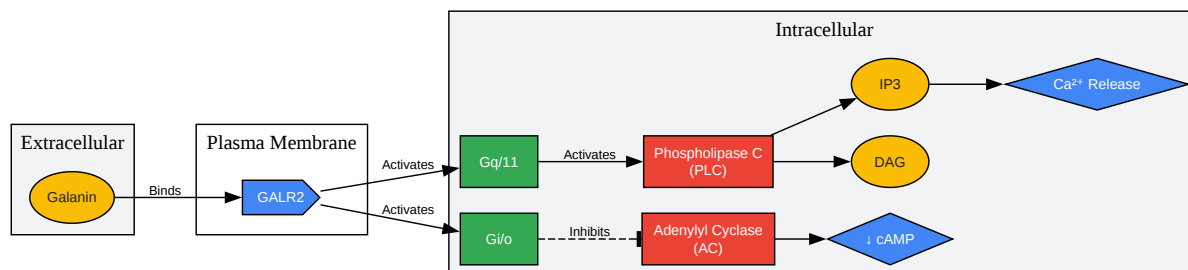 Intracellular
IP3
Ca²⁺ Release
Extracellular
Plasma Membrane
Activates
Gq/11
Activates
Phospholipase C
(PLC)
DAG
Galanin
Binds
GALR2
Activates
Gi/o
Inhibits
Adenylyl Cyclase
(AC)
↓ cAMP